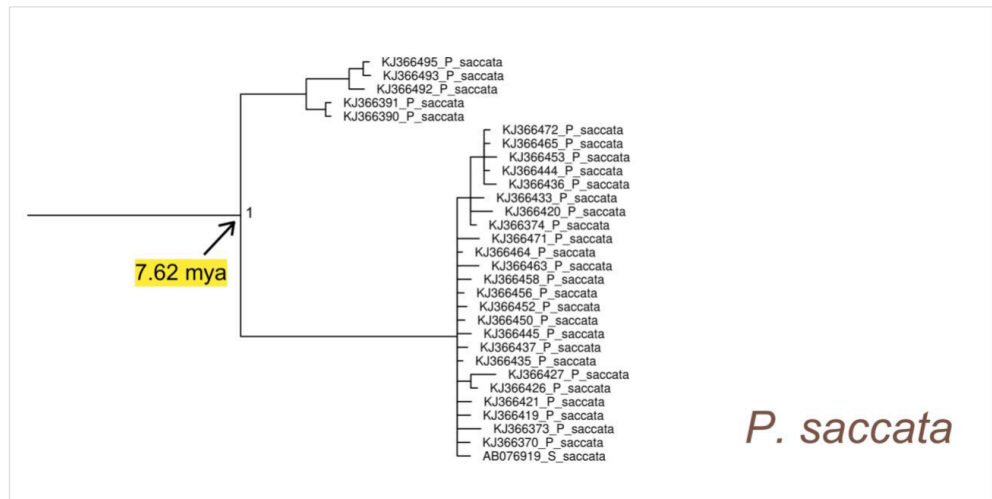 KJ366495_P_saccata
KJ366493_P_saccata
KJ366492_P_saccata
KJ366391_P_saccata
KJ366390_P_saccata
KJ366472_P_saccata
KJ366465_P_saccata
KJ366453_P_saccata
KJ366444_P_saccata
KJ366436_P_saccata
KJ366433_P_saccata
1
KJ366420_P_saccata
KJ366374_P_saccata
KJ366471_P_saccata
KJ366464_P_saccata
KJ366463_P_saccata
7.62 mya
KJ366458_P_saccata
KJ366456_P_saccata
KJ366452_P_saccata
KJ366450_P_saccata
KJ366445_P_saccata
KJ366437_P_saccata
KJ366435_P_saccata
KJ366427_P_saccata
KJ366426_P_saccata
KJ366421_P_saccata
KJ366419_P_saccata
KJ366373_P_saccata
KJ366370_P_saccata
AB076919_S_saccata
P. saccata